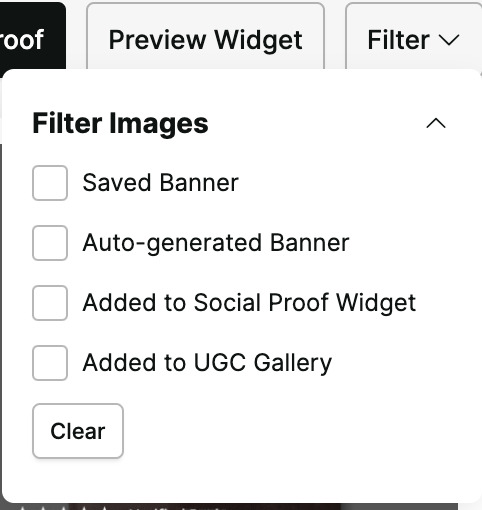 roof
Preview Widget
Filter
Filter Images
Saved Banner
Auto-generated Banner
Added to Social Proof Widget
Added to UGC Gallery
Clear